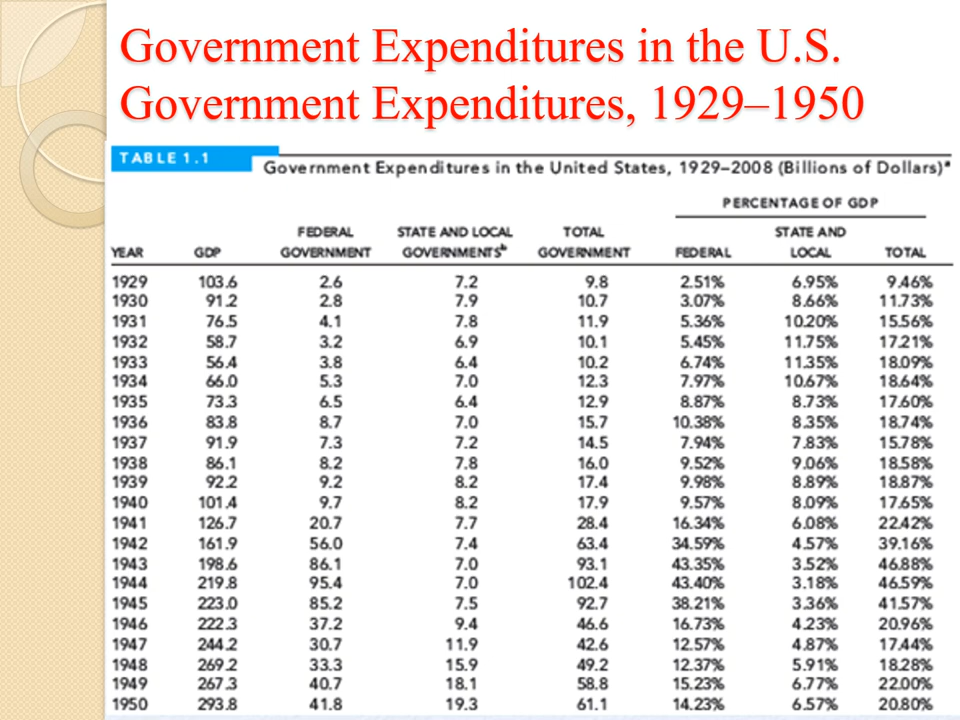 Government Expenditures in the U.S.
Government Expenditures, 1929–1950
TABLE 1.1
Government Expenditures in the United States, 1929–2008 (Billions of Dollars)ᵃ
PERCENTAGE OF GDP
FEDERAL STATE AND LOCAL TOTAL STATE AND
YEAR GDP GOVERNMENT GOVERNMENTSᵇ GOVERNMENT FEDERAL LOCAL TOTAL
1929 103.6 2.6 7.2 9.8 2.51% 6.95% 9.46%
1930 91.2 2.8 7.9 10.7 3.07% 8.66% 11.73%
1931 76.5 4.1 7.8 11.9 5.36% 10.20% 15.56%
1932 58.7 3.2 6.9 10.1 5.45% 11.75% 17.21%
1933 56.4 3.8 6.4 10.2 6.74% 11.35% 18.09%
1934 66.0 5.3 7.0 12.3 7.97% 10.67% 18.64%
1935 73.3 6.5 6.4 12.9 8.87% 8.73% 17.60%
1936 83.8 8.7 7.0 15.7 10.38% 8.35% 18.74%
1937 91.9 7.3 7.2 14.5 7.94% 7.83% 15.78%
1938 86.1 8.2 7.8 16.0 9.52% 9.06% 18.58%
1939 92.2 9.2 8.2 17.4 9.98% 8.89% 18.87%
1940 101.4 9.7 8.2 17.9 9.57% 8.09% 17.65%
1941 126.7 20.7 7.7 28.4 16.34% 6.08% 22.42%
1942 161.9 56.0 7.4 63.4 34.59% 4.57% 39.16%
1943 198.6 86.1 7.0 93.1 43.35% 3.52% 46.88%
1944 219.8 95.4 7.0 102.4 43.40% 3.18% 46.59%
1945 223.0 85.2 7.5 92.7 38.21% 3.36% 41.57%
1946 222.3 37.2 9.4 46.6 16.73% 4.23% 20.96%
1947 244.2 30.7 11.9 42.6 12.57% 4.87% 17.44%
1948 269.2 33.3 15.9 49.2 12.37% 5.91% 18.28%
1949 267.3 40.7 18.1 58.8 15.23% 6.77% 22.00%
1950 293.8 41.8 19.3 61.1 14.23% 6.57% 20.80%